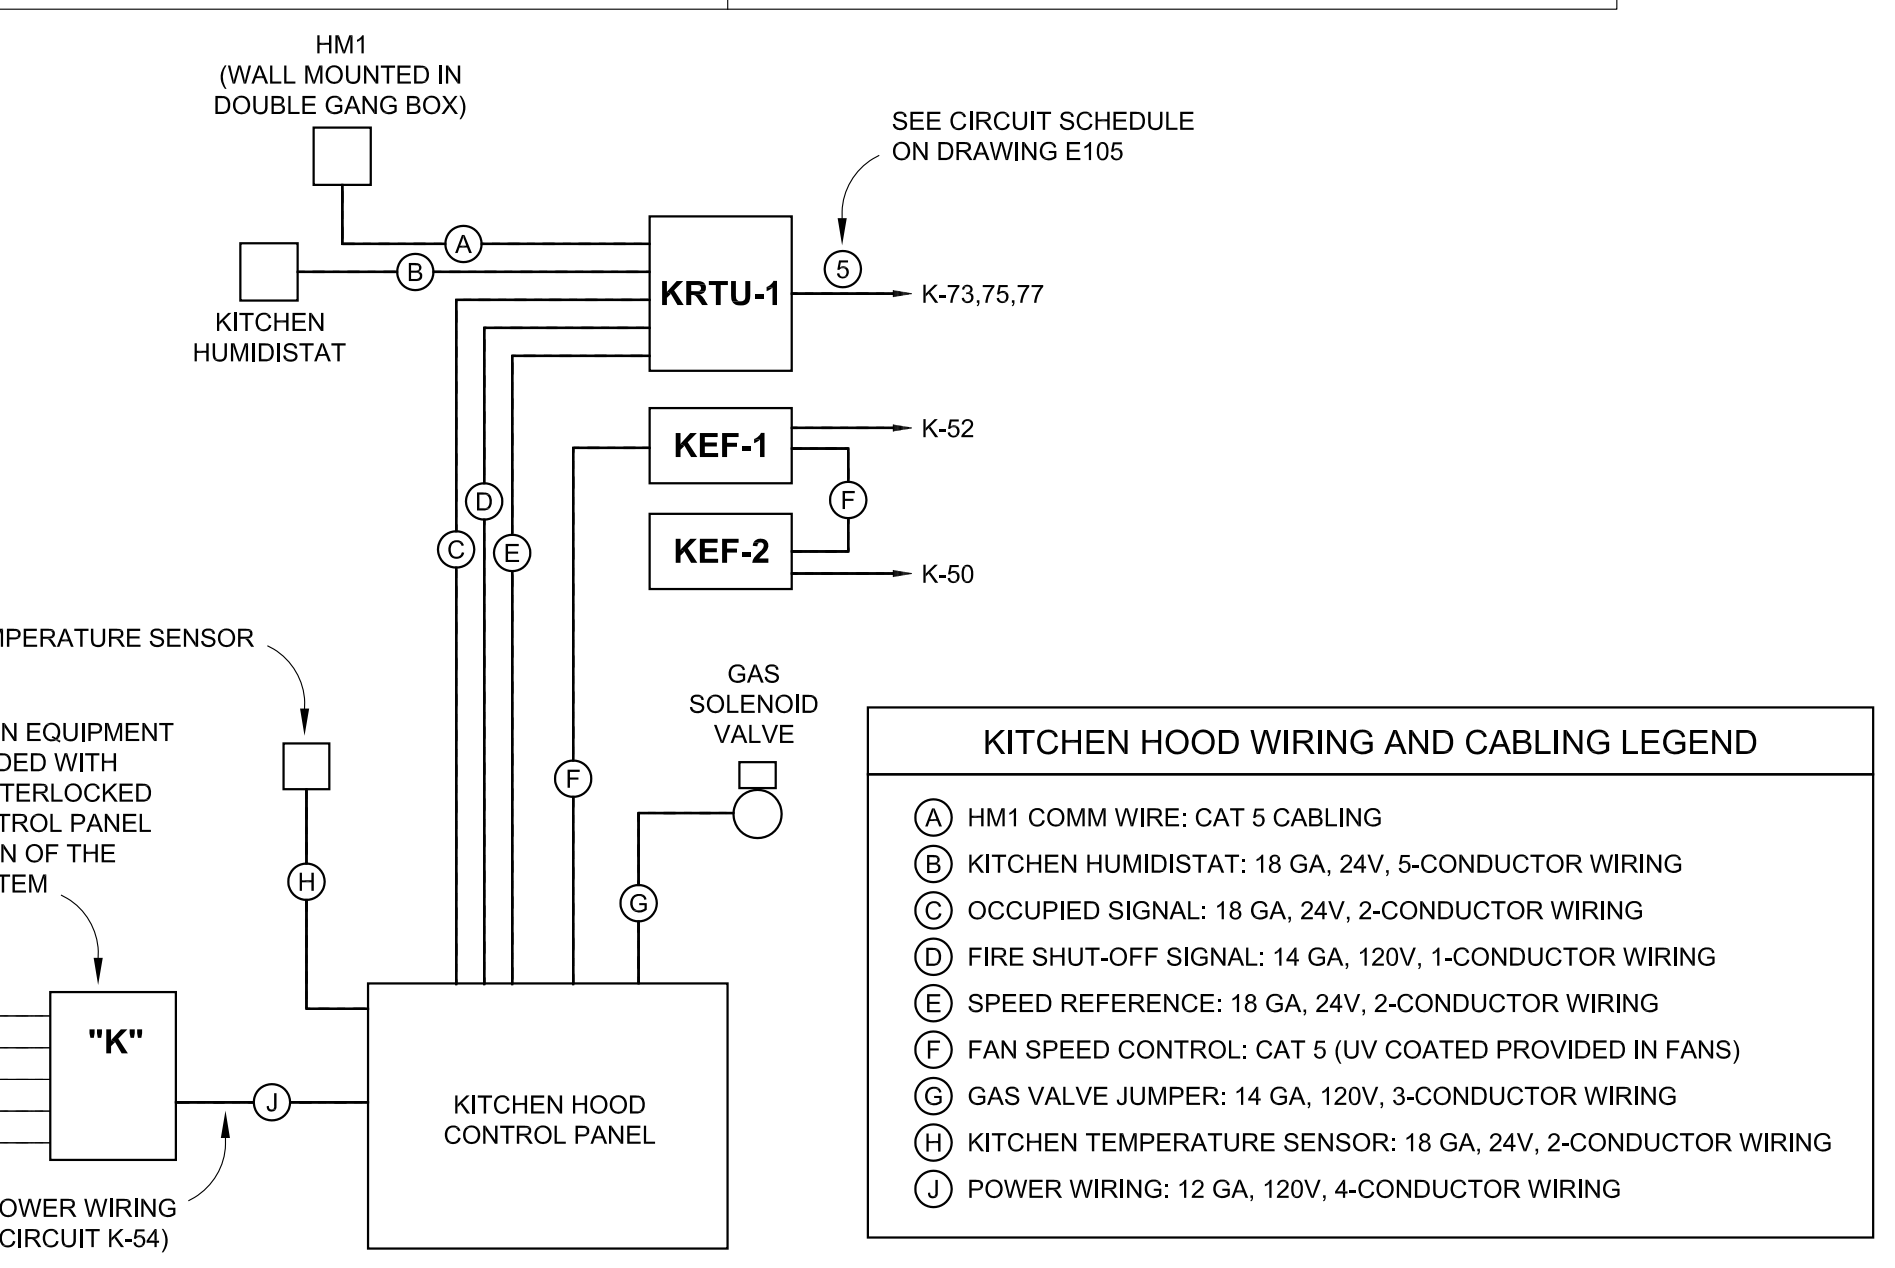 HM1
(WALL MOUNTED IN
DOUBLE GANG BOX)
SEE CIRCUIT SCHEDULE
ON DRAWING E105
A
B
5
KRTU-1
K-73,75,77
KITCHEN
HUMIDISTAT
KEF-1
K-52
D
F
C
E
KEF-2
K-50
MPERATURE SENSOR
GAS
SOLENOID
VALVE
N EQUIPMENT
DED WITH
TERLOCKED
TROL PANEL
N OF THE
TEM
F
H
G
"K"
J
KITCHEN HOOD
CONTROL PANEL
OWER WIRING
CIRCUIT K-54)
KITCHEN HOOD WIRING AND CABLING LEGEND
A HM1 COMM WIRE: CAT 5 CABLING
B KITCHEN HUMIDISTAT: 18 GA, 24V, 5-CONDUCTOR WIRING
C OCCUPIED SIGNAL: 18 GA, 24V, 2-CONDUCTOR WIRING
D FIRE SHUT-OFF SIGNAL: 14 GA, 120V, 1-CONDUCTOR WIRING
E SPEED REFERENCE: 18 GA, 24V, 2-CONDUCTOR WIRING
F FAN SPEED CONTROL: CAT 5 (UV COATED PROVIDED IN FANS)
G GAS VALVE JUMPER: 14 GA, 120V, 3-CONDUCTOR WIRING
H KITCHEN TEMPERATURE SENSOR: 18 GA, 24V, 2-CONDUCTOR WIRING
J POWER WIRING: 12 GA, 120V, 4-CONDUCTOR WIRING